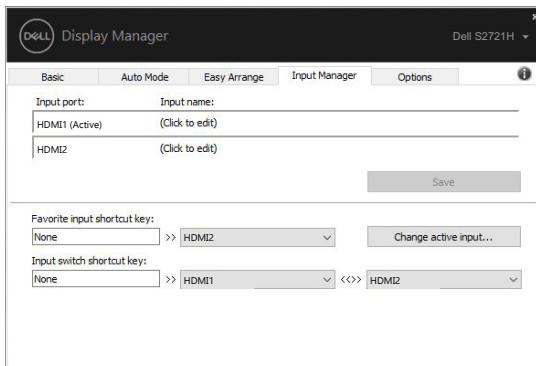 DELL Display Manager Dell S2721H
Basic Auto Mode Easy Arrange Input Manager Options
Input port: Input name:
HDMI1 (Active) (Click to edit)
HDMI2 (Click to edit)
Save
Favorite input shortcut key:
None >> HDMI2 Change active input...
Input switch shortcut key:
None >> HDMI1 <<>> HDMI2